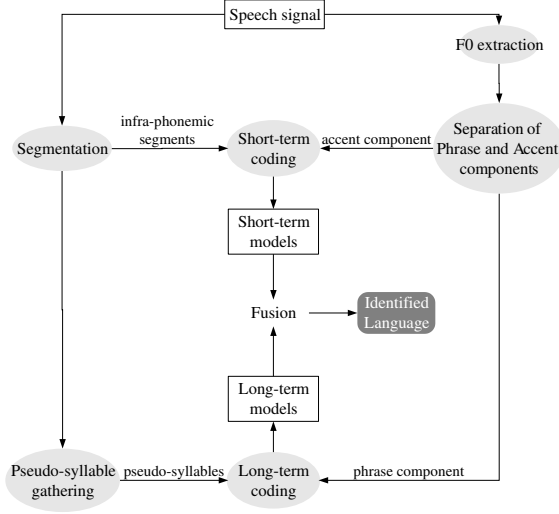 Speech signal
F0 extraction
infra-phonemic
segments
Segmentation
Short-term
coding
accent component
Separation of
Phrase and Accent
components
Short-term
models
Fusion
Identified
Language
Long-term
models
Pseudo-syllable
gathering
pseudo-syllables
Long-term
coding
phrase component